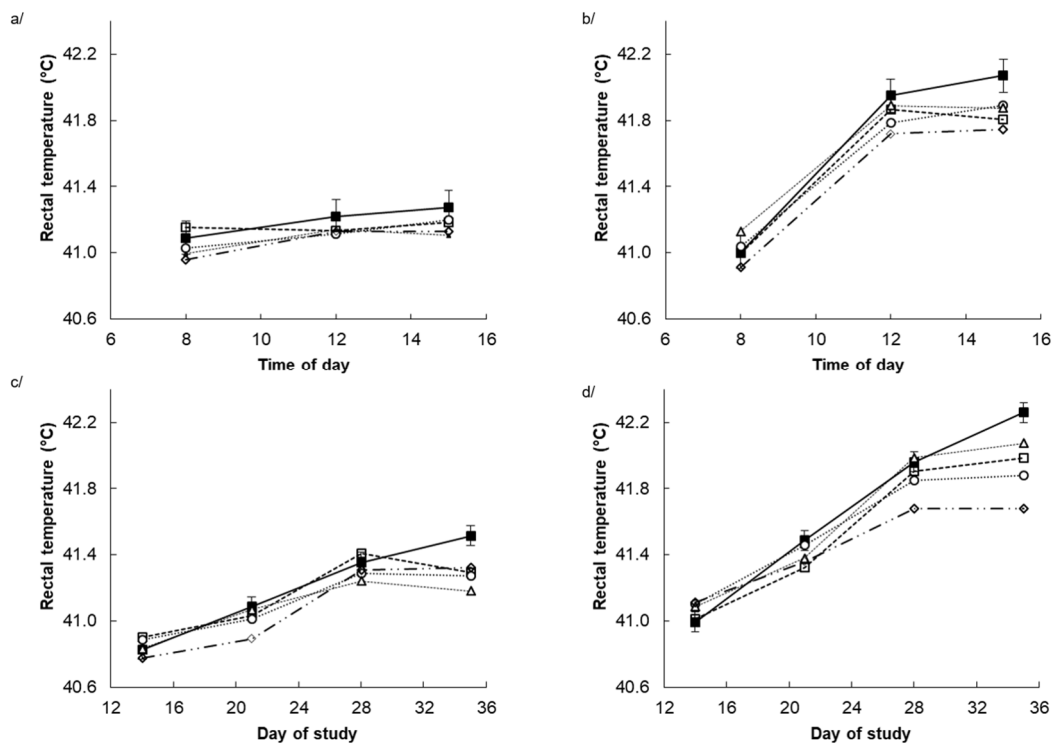 a/
Rectal temperature (°C)
42.2
41.8
41.4
41.0
40.6
6 8 10 12 14 16
Time of day
b/
Rectal temperature (°C)
42.2
41.8
41.4
41.0
40.6
6 8 10 12 14 16
Time of day
c/
Rectal temperature (°C)
42.2
41.8
41.4
41.0
40.6
12 16 20 24 28 32 36
Day of study
d/
Rectal temperature (°C)
42.2
41.8
41.4
41.0
40.6
12 16 20 24 28 32 36
Day of study